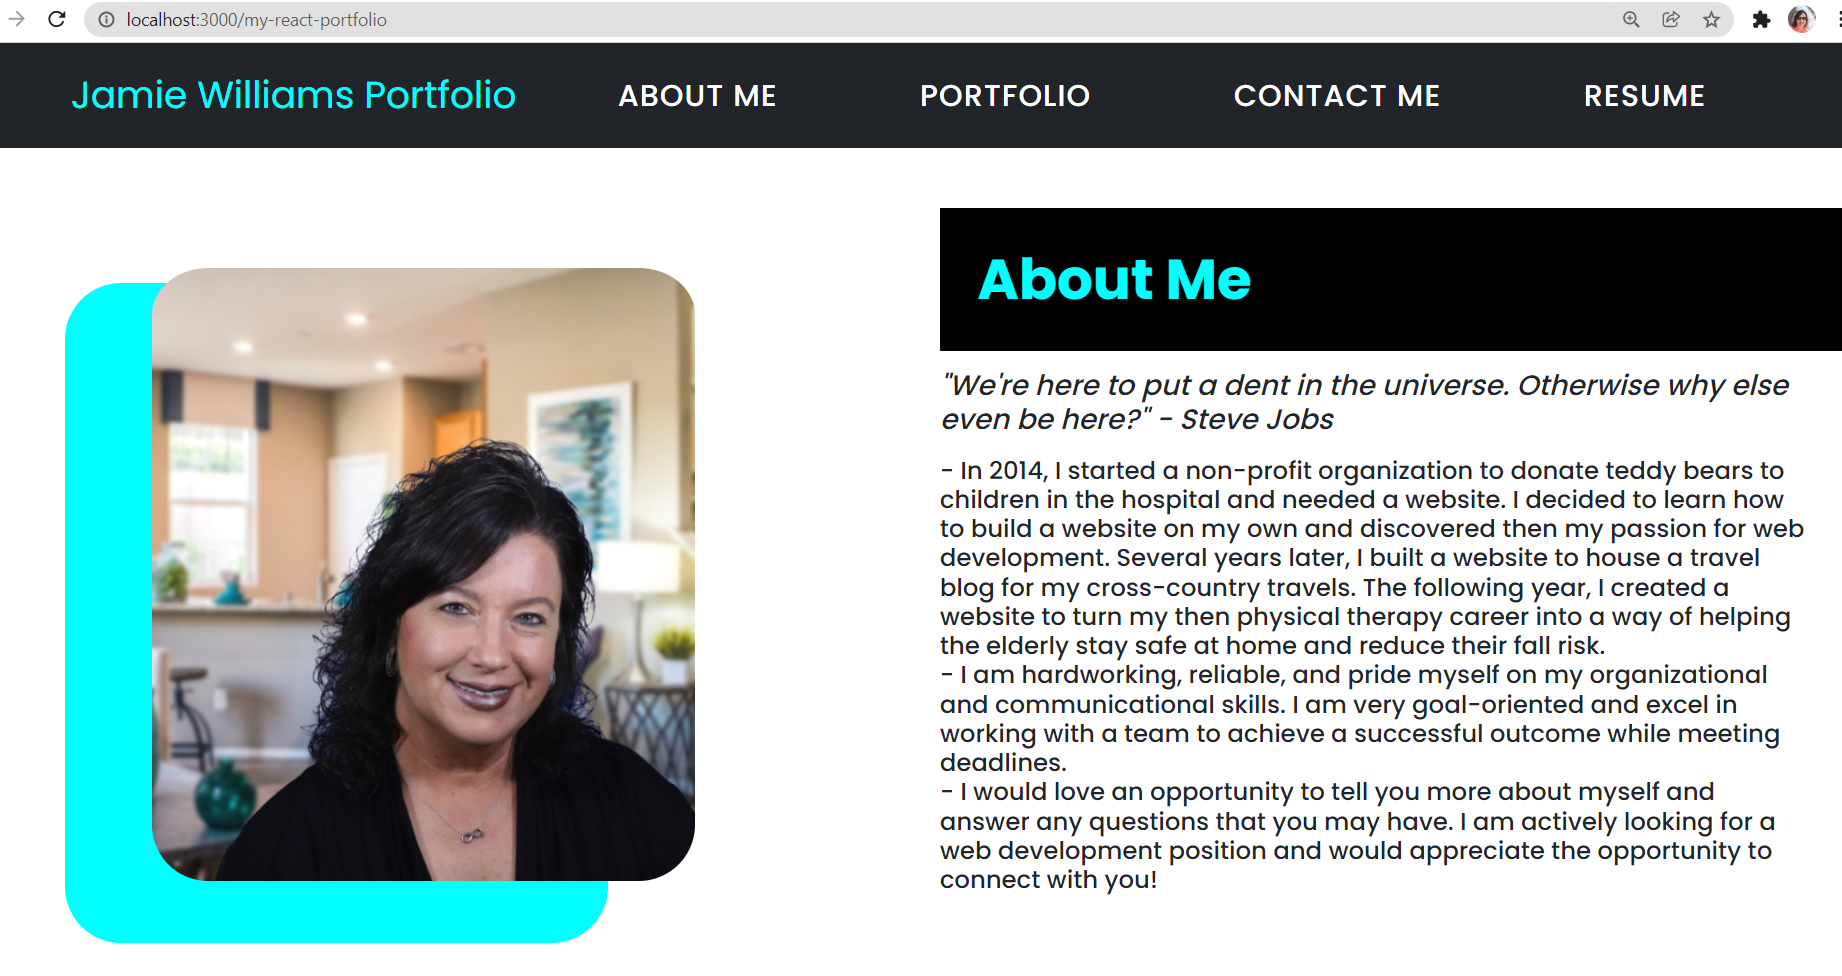 localhost:3000/my-react-portfolio
Jamie Williams Portfolio ABOUT ME PORTFOLIO CONTACT ME RESUME
About Me
"We're here to put a dent in the universe. Otherwise why else
even be here?" - Steve Jobs
- In 2014, I started a non-profit organization to donate teddy bears to
children in the hospital and needed a website. I decided to learn how
to build a website on my own and discovered then my passion for web
development. Several years later, I built a website to house a travel
blog for my cross-country travels. The following year, I created a
website to turn my then physical therapy career into a way of helping
the elderly stay safe at home and reduce their fall risk.
- I am hardworking, reliable, and pride myself on my organizational
and communicational skills. I am very goal-oriented and excel in
working with a team to achieve a successful outcome while meeting
deadlines.
- I would love an opportunity to tell you more about myself and
answer any questions that you may have. I am actively looking for a
web development position and would appreciate the opportunity to
connect with you!